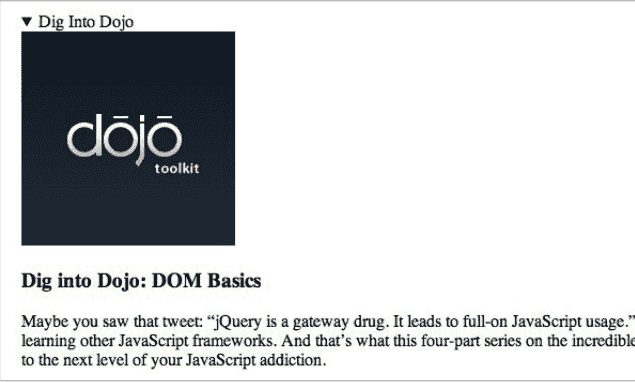 ▼ Dig Into Dojo
dōjō
toolkit
Dig into Dojo: DOM Basics
Maybe you saw that tweet: “jQuery is a gateway drug. It leads to full-on JavaScript usage.”
learning other JavaScript frameworks. And that’s what this four-part series on the incredible
to the next level of your JavaScript addiction.